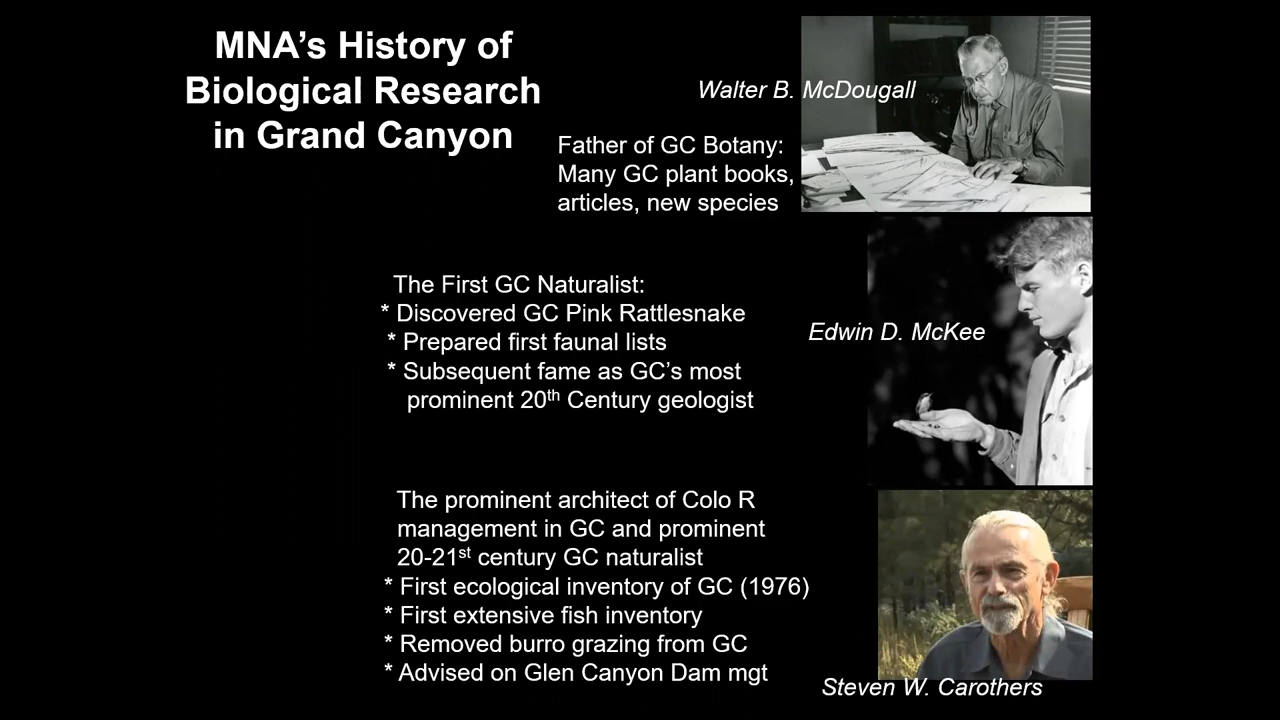 MNA’s History of
Biological Research
in Grand Canyon
Walter B. McDougall
Father of GC Botany:
Many GC plant books,
articles, new species
The First GC Naturalist:
* Discovered GC Pink Rattlesnake
* Prepared first faunal lists
* Subsequent fame as GC’s most
prominent 20th Century geologist
Edwin D. McKee
The prominent architect of Colo R
management in GC and prominent
20-21st century GC naturalist
* First ecological inventory of GC (1976)
* First extensive fish inventory
* Removed burro grazing from GC
* Advised on Glen Canyon Dam mgt
Steven W. Carothers